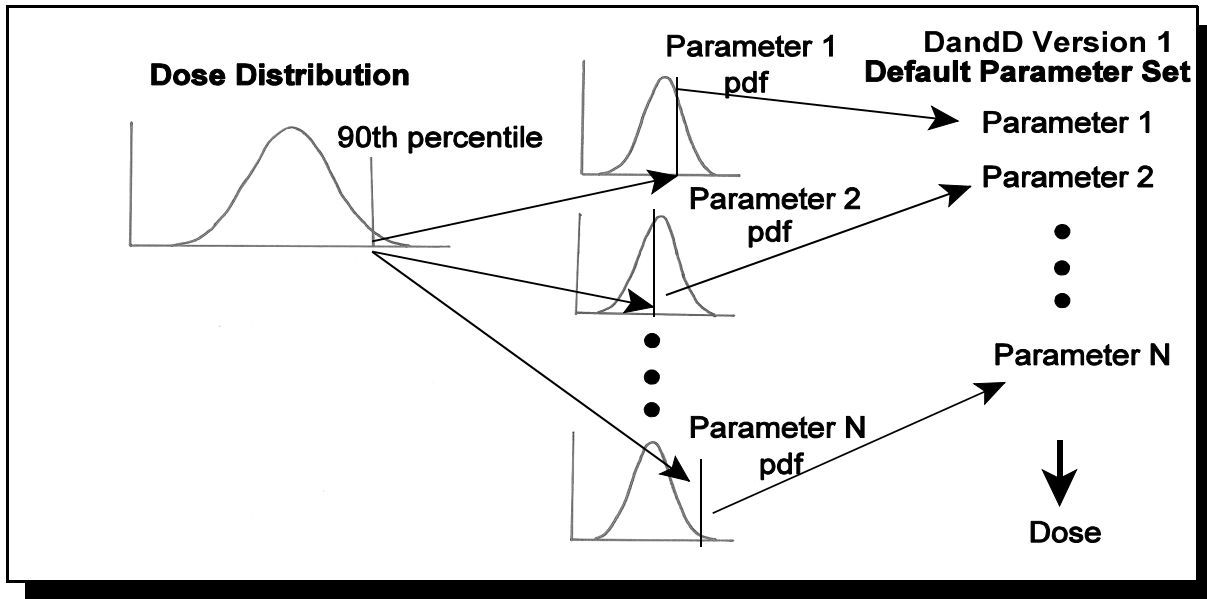 Dose Distribution
90th percentile
Parameter 1
pdf
Parameter 2
pdf
Parameter N
pdf
DandD Version 1
Default Parameter Set
Parameter 1
Parameter 2
Parameter N
Dose